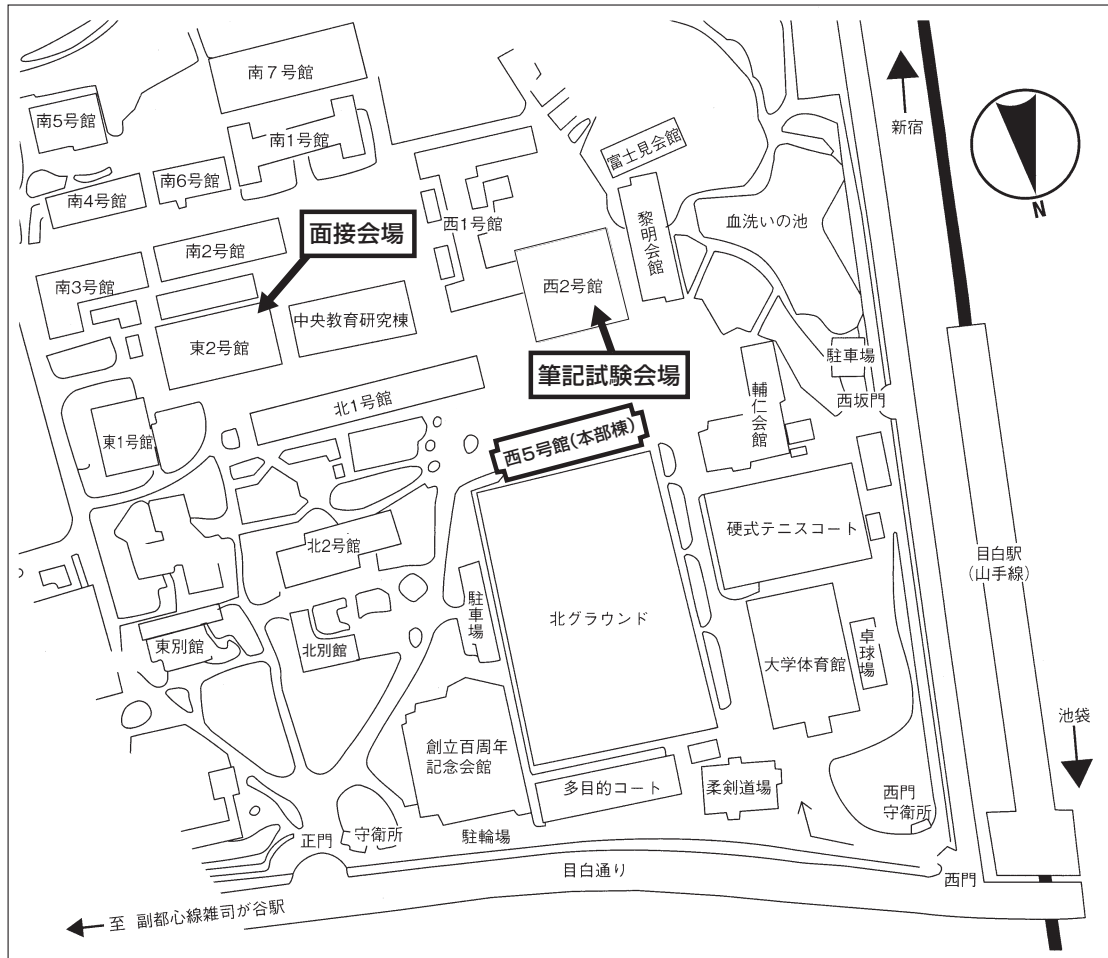 南7号館
南5号館
南1号館
新宿
富士見会館
南6号館
南4号館
黎明会館
血洗いの池
N
西1号館
面接会場
南2号館
南3号館
西2号館
中央教育研究棟
東2号館
駐車場
筆記試験会場
輔仁会館
西坂門
北1号館
東1号館
西5号館(本部棟)
硬式テニスコート
北2号館
目白駅
(山手線)
駐車場
北グラウンド
東別館
北別館
大学体育館
卓球場
池袋
創立百周年
記念会館
多目的コート
柔剣道場
西門
守衛所
正門
守衛所
駐輪場
目白通り
西門
至 副都心線雑司が谷駅